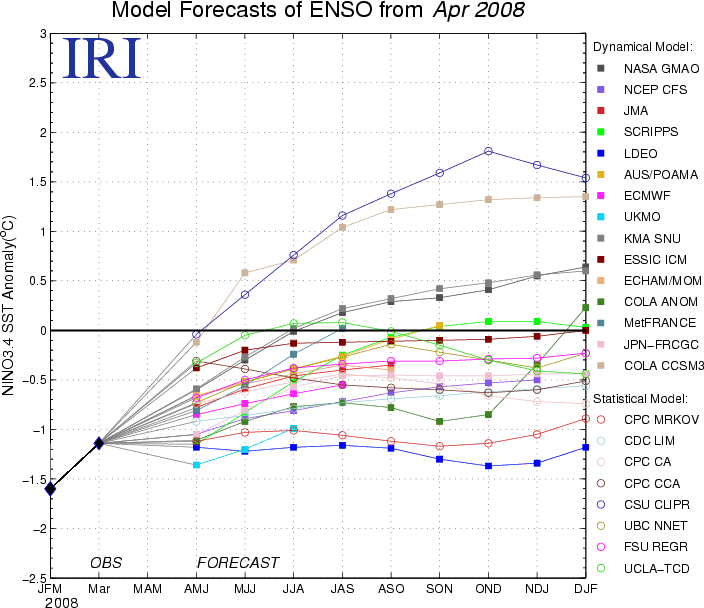 Model Forecasts of ENSO from Apr 2008
IRI
NINO3.4 SST Anomaly(°C)
3
2.5
2
1.5
1
0.5
0
−0.5
−1
−1.5
−2
−2.5
OBS
FORECAST
JFM Mar MAM AMJ MJJ JJA JAS ASO SON OND NDJ DJF
2008
Dynamical Model:
NASA GMAO
NCEP CFS
JMA
SCRIPPS
LDEO
AUS/POAMA
ECMWF
UKMO
KMA SNU
ESSIC ICM
ECHAM/MOM
COLA ANOM
MetFRANCE
JPN-FRCGC
COLA CCSM3
Statistical Model:
CPC MRKOV
CDC LIM
CPC CA
CPC CCA
CSU CLIPR
UBC NNET
FSU REGR
UCLA-TCD